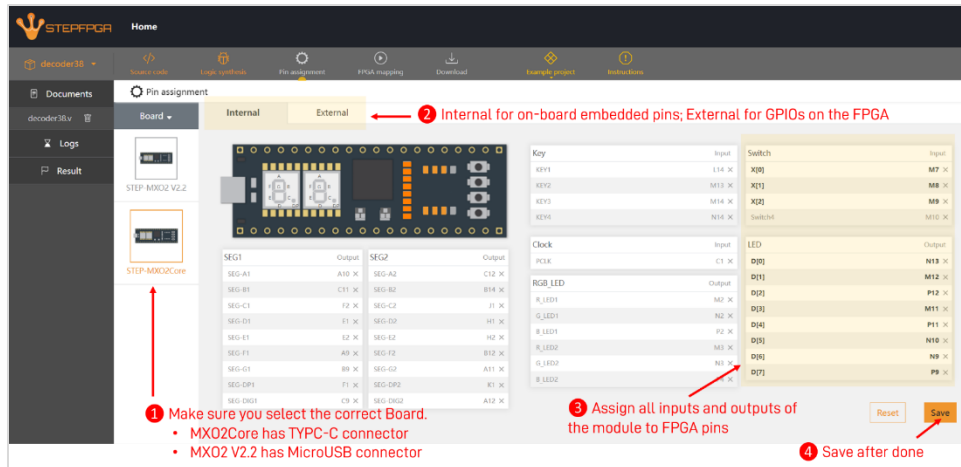 STEPFPGA
Home
decoder38
Source code
Logic synthesis
Pin assignment
FPGA mapping
Download
Example project
Instructions
Documents
decoder38.v
Logs
Result
Pin assignment
Board
STEP-MXO2 V2.2
STEP-MXO2Core
Internal
External
2 Internal for on-board embedded pins; External for GPIOs on the FPGA
SEG1 Output
SEG-A1 A10 ×
SEG-B1 C11 ×
SEG-C1 F2 ×
SEG-D1 E1 ×
SEG-E1 E2 ×
SEG-F1 A9 ×
SEG-G1 B9 ×
SEG-DP1 F1 ×
SEG-DIG1 C9 ×
SEG2 Output
SEG-A2 C12 ×
SEG-B2 B14 ×
SEG-C2 J1 ×
SEG-D2 H1 ×
SEG-E2 H2 ×
SEG-F2 B12 ×
SEG-G2 A11 ×
SEG-DP2 K1 ×
SEG-DIG2 A12 ×
Key Input
KEY1 L14 ×
KEY2 M13 ×
KEY3 M14 ×
KEY4 N14 ×
Clock Input
PCLK C1 ×
RGB_LED Output
R_LED1 M2 ×
G_LED1 N2 ×
B_LED1 P2 ×
R_LED2 M3 ×
G_LED2 N3 ×
B_LED2 ×
Switch Input
X[0] M7 ×
X[1] M8 ×
X[2] M9 ×
Switch4 M10 ×
LED Output
D[0] N13 ×
D[1] M12 ×
D[2] P12 ×
D[3] M11 ×
D[4] P11 ×
D[5] N10 ×
D[6] N9 ×
D[7] P9 ×
1 Make sure you select the correct Board.
• MXO2Core has TYPC-C connector
• MXO2 V2.2 has MicroUSB connector
3 Assign all inputs and outputs of
the module to FPGA pins
Reset
Save
4 Save after done